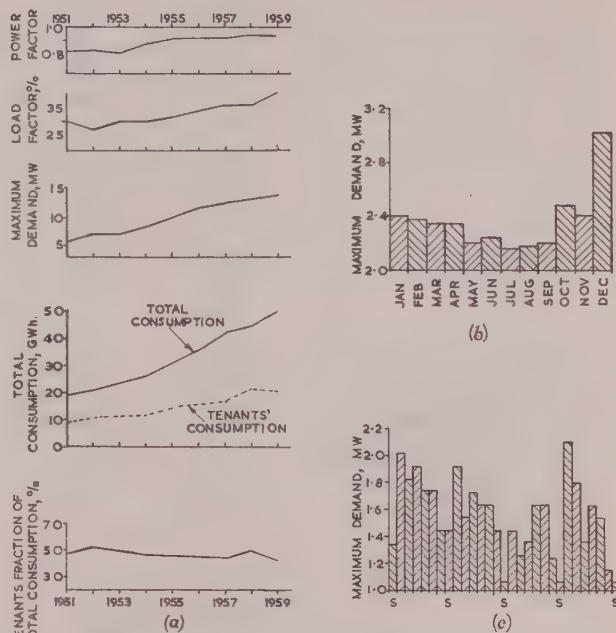 1951 1953 1955 1957 1959
POWER
FACTOR
1.0
0.8
LOAD
FACTOR,%
35
25
MAXIMUM
DEMAND, MW
15
10
5
TOTAL
CONSUMPTION, GWh.
50
40
30
20
10
0
TOTAL
CONSUMPTION
TENANTS'
CONSUMPTION
TENANTS FRACTION OF
TOTAL CONSUMPTION, %
70
50
30
1951 1953 1955 1957 1959
(a)
MAXIMUM DEMAND, MW
3.2
2.8
2.4
2.0
JAN FEB MAR APR MAY JUN JUL AUG SEP OCT NOV DEC
(b)
MAXIMUM DEMAND, MW
2.2
2.0
1.8
1.6
1.4
1.2
1.0
S S S S S
(c)